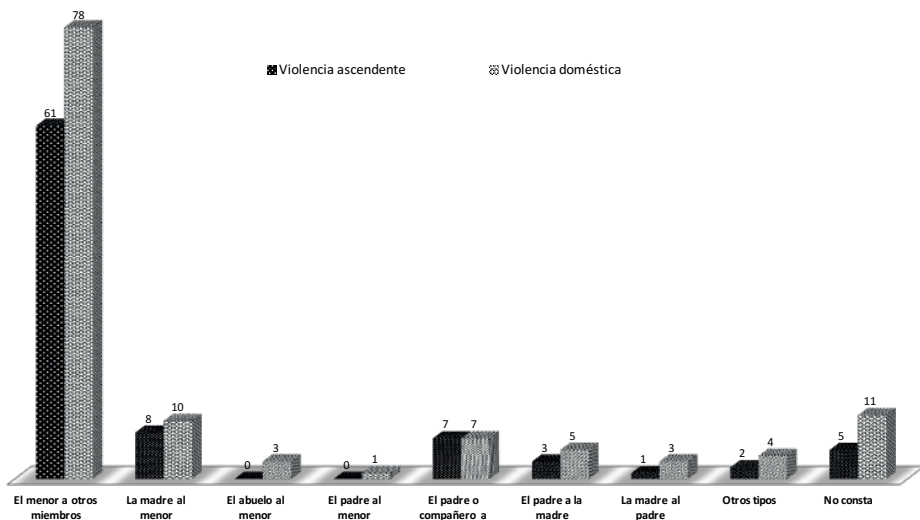 78
61
Violencia ascendente Violencia doméstica
8 10 0 3 0 1 7 7 3 5 1 3 2 4 5 11
El menor a otros La madre al El abuelo al El padre al El padre o El padre a la La madre al Otros tipos No consta
miembros menor menor menor compañero a madre padre